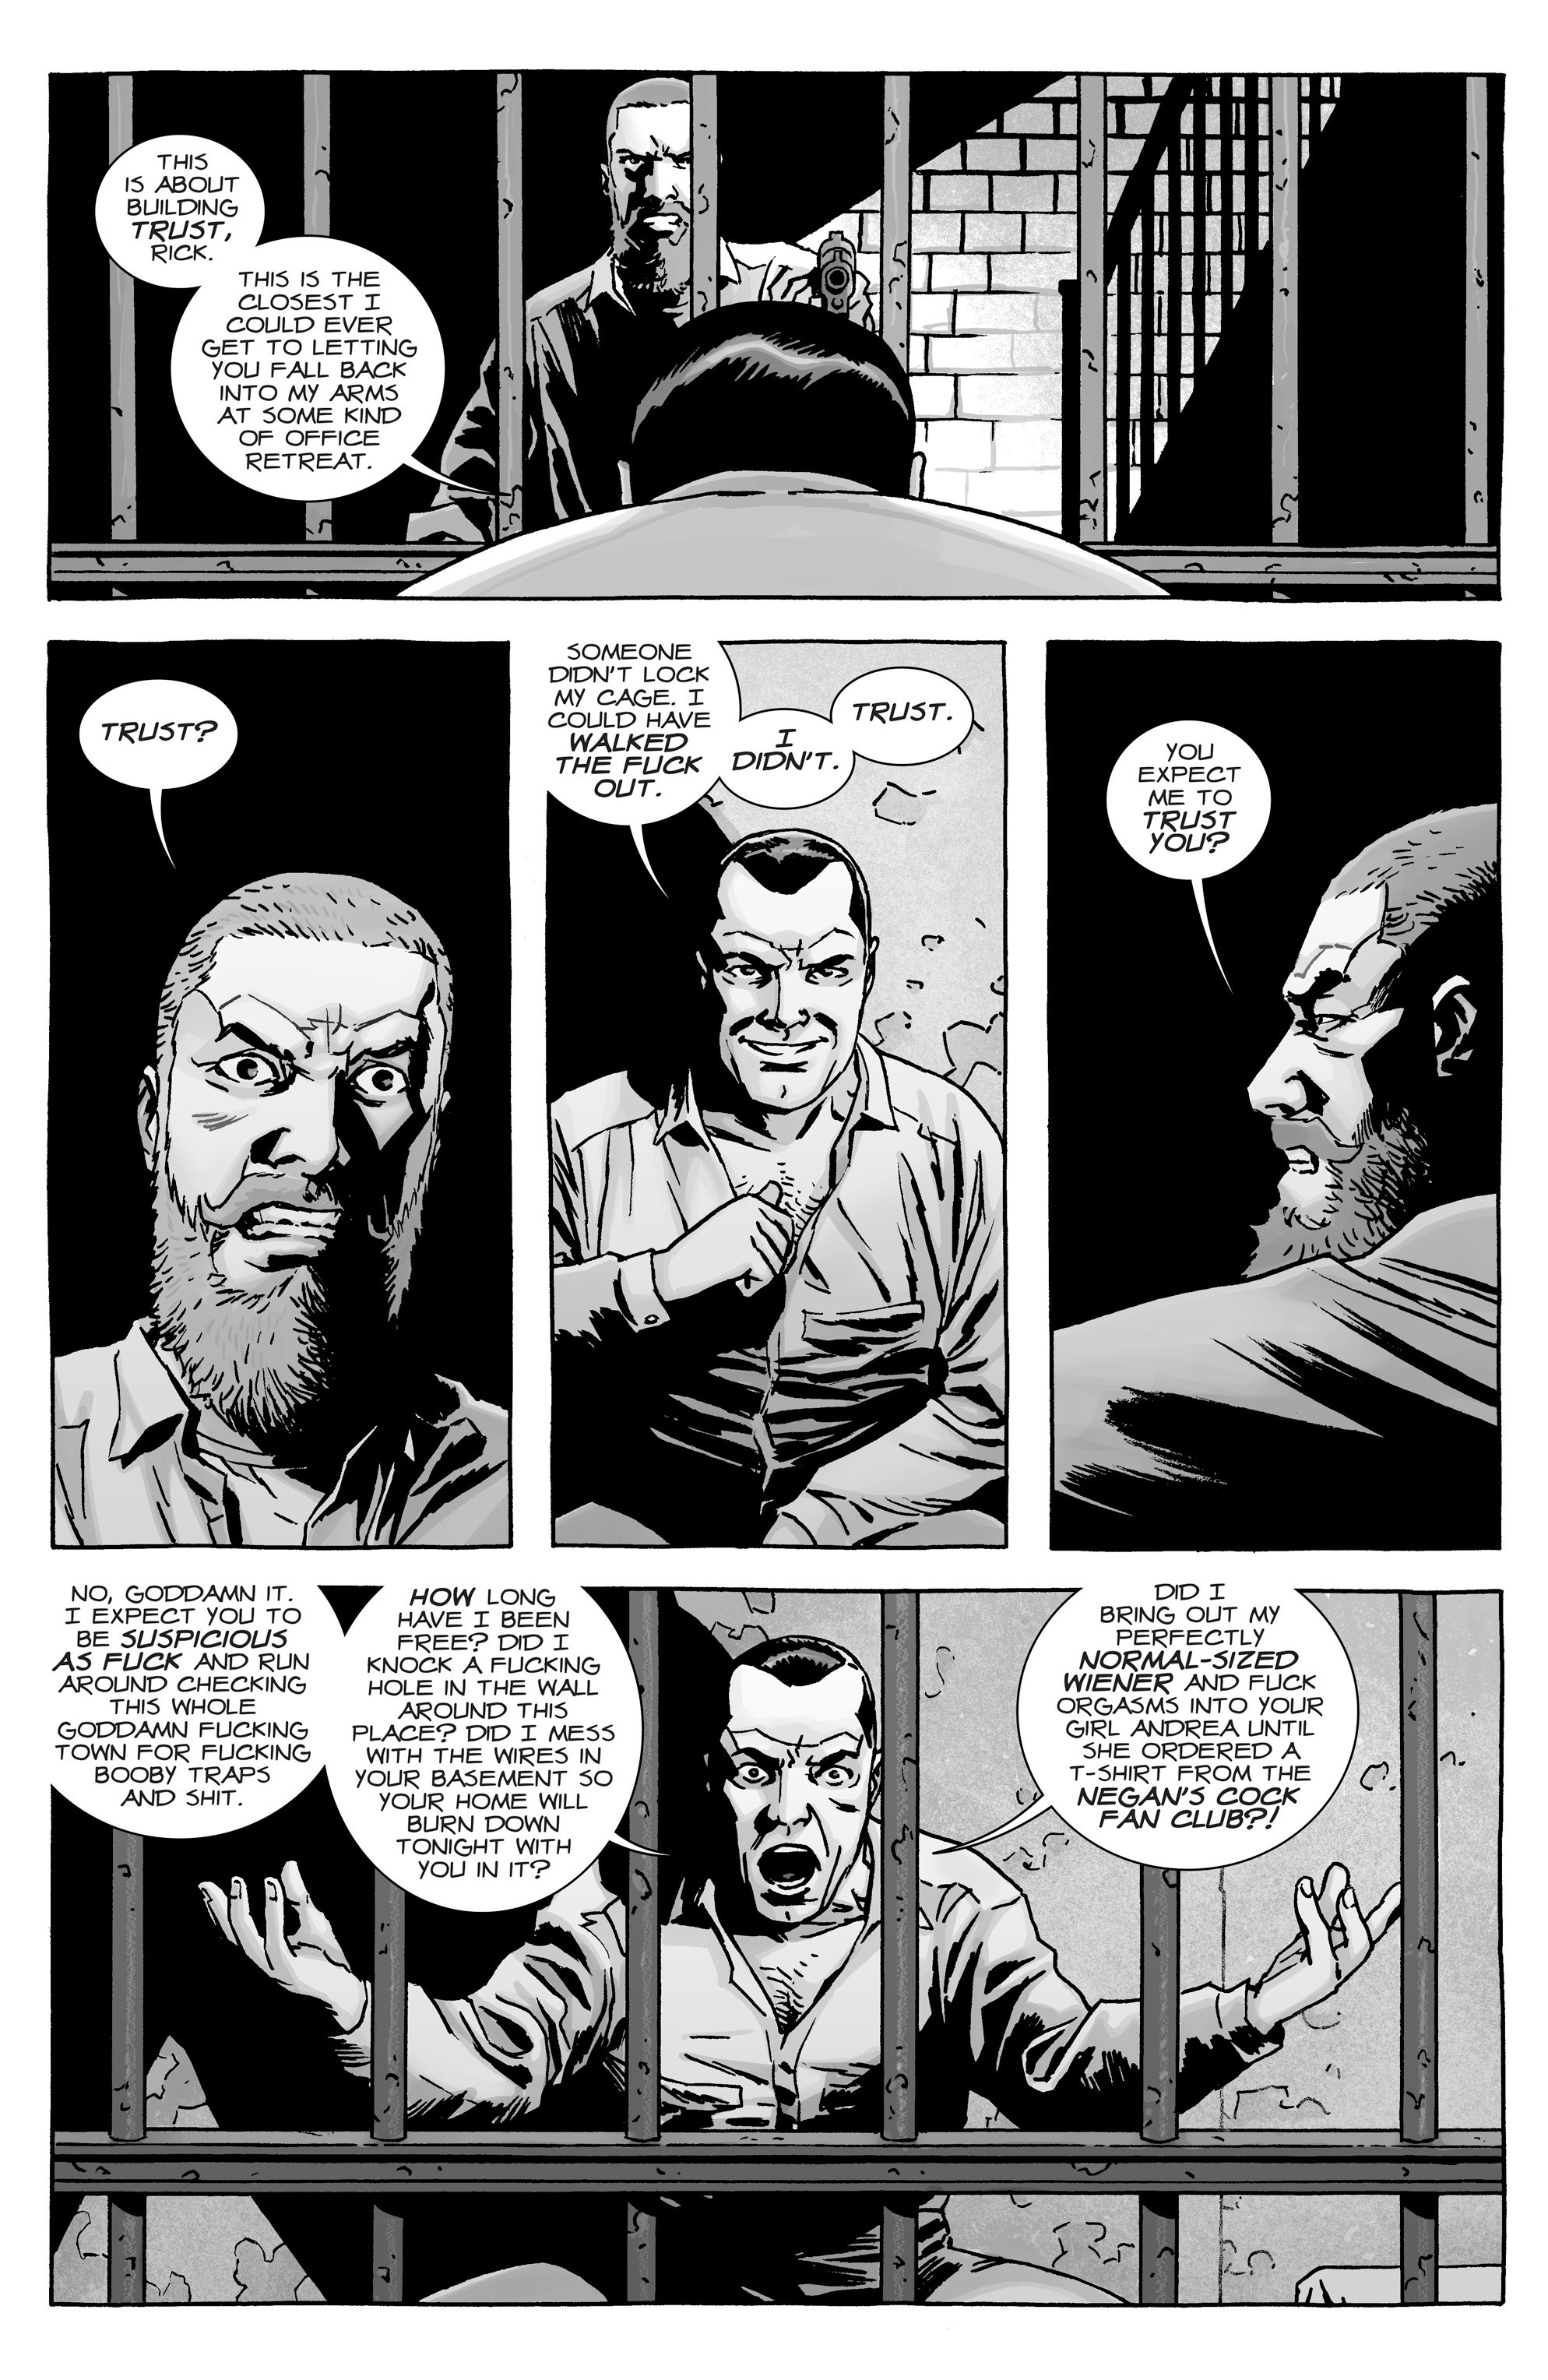 THIS
IS ABOUT
BUILDING
TRUST,
RICK.
THIS IS THE
CLOSEST I
COULD EVER
GET TO LETTING
YOU FALL BACK
INTO MY ARMS
AT SOME KIND
OF OFFICE
RETREAT.
TRUST?
SOMEONE
DIDN'T LOCK
MY CAGE. I
COULD HAVE
WALKED
THE FUCK
OUT.
I
DIDN'T.
TRUST.
YOU
EXPECT
ME TO
TRUST
YOU?
NO, GODDAMN IT.
I EXPECT YOU TO
BE SUSPICIOUS
AS FUCK AND RUN
AROUND CHECKING
THIS WHOLE
GODDAMN FUCKING
TOWN FOR FUCKING
BOOBY TRAPS
AND SHIT.
HOW LONG
HAVE I BEEN
FREE? DID I
KNOCK A FUCKING
HOLE IN THE WALL
AROUND THIS
PLACE? DID I MESS
WITH THE WIRES IN
YOUR BASEMENT SO
YOUR HOME WILL
BURN DOWN
TONIGHT WITH
YOU IN IT?
DID I
BRING OUT MY
PERFECTLY
NORMAL-SIZED
WIENER AND FUCK
ORGASMS INTO YOUR
GIRL ANDREA UNTIL
SHE ORDERED A
T-SHIRT FROM THE
NEGAN'S COCK
FAN CLUB?!